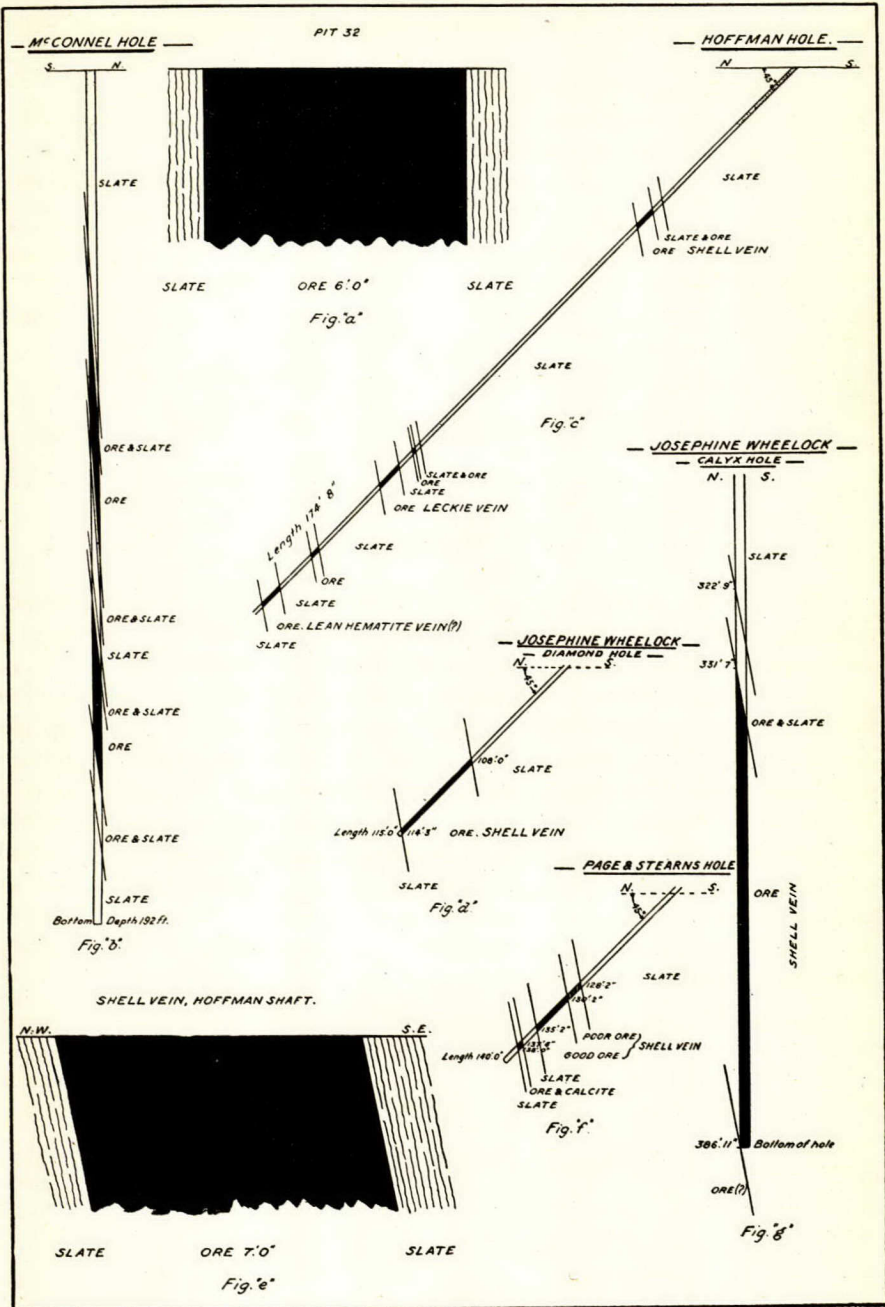 PIT 32
— McCONNEL HOLE —
S. N.
SLATE
ORE & SLATE
ORE
ORE & SLATE
SLATE
ORE & SLATE
ORE
ORE & SLATE
SLATE
Bottom Depth 192 ft.
Fig. "b".
SLATE ORE 6'.0" SLATE
Fig. "a"
— HOFFMAN HOLE. —
N. S.
45°
SLATE
SLATE & ORE
ORE SHELL VEIN
SLATE
Fig. "c"
SLATE & ORE
ORE
SLATE
ORE LECKIE VEIN
Length 174' 8"
SLATE
ORE
SLATE
ORE. LEAN HEMATITE VEIN(?)
SLATE
— JOSEPHINE WHEELOCK —
— DIAMOND HOLE —
N. S.
45°
108'.0"
SLATE
Length 115'.0" 114'.3" ORE. SHELL VEIN
SLATE
Fig. "d".
— JOSEPHINE WHEELOCK —
— CALYX HOLE —
N. S.
SLATE
322' 9"
331' 7"
ORE & SLATE
ORE
SHELL VEIN
386'.11" Bottom of hole
ORE(?)
Fig. "g"
— PAGE & STEARNS HOLE
N. S.
45°
SLATE
128'.2"
130'.2"
135'.2"
138'.0"
Length 140'.0"
POOR ORE
GOOD ORE } SHELL VEIN
SLATE
ORE & CALCITE
SLATE
Fig. "f".
SHELL VEIN, HOFFMAN SHAFT.
N.W. S.E.
SLATE ORE 7'.0" SLATE
Fig. "e"